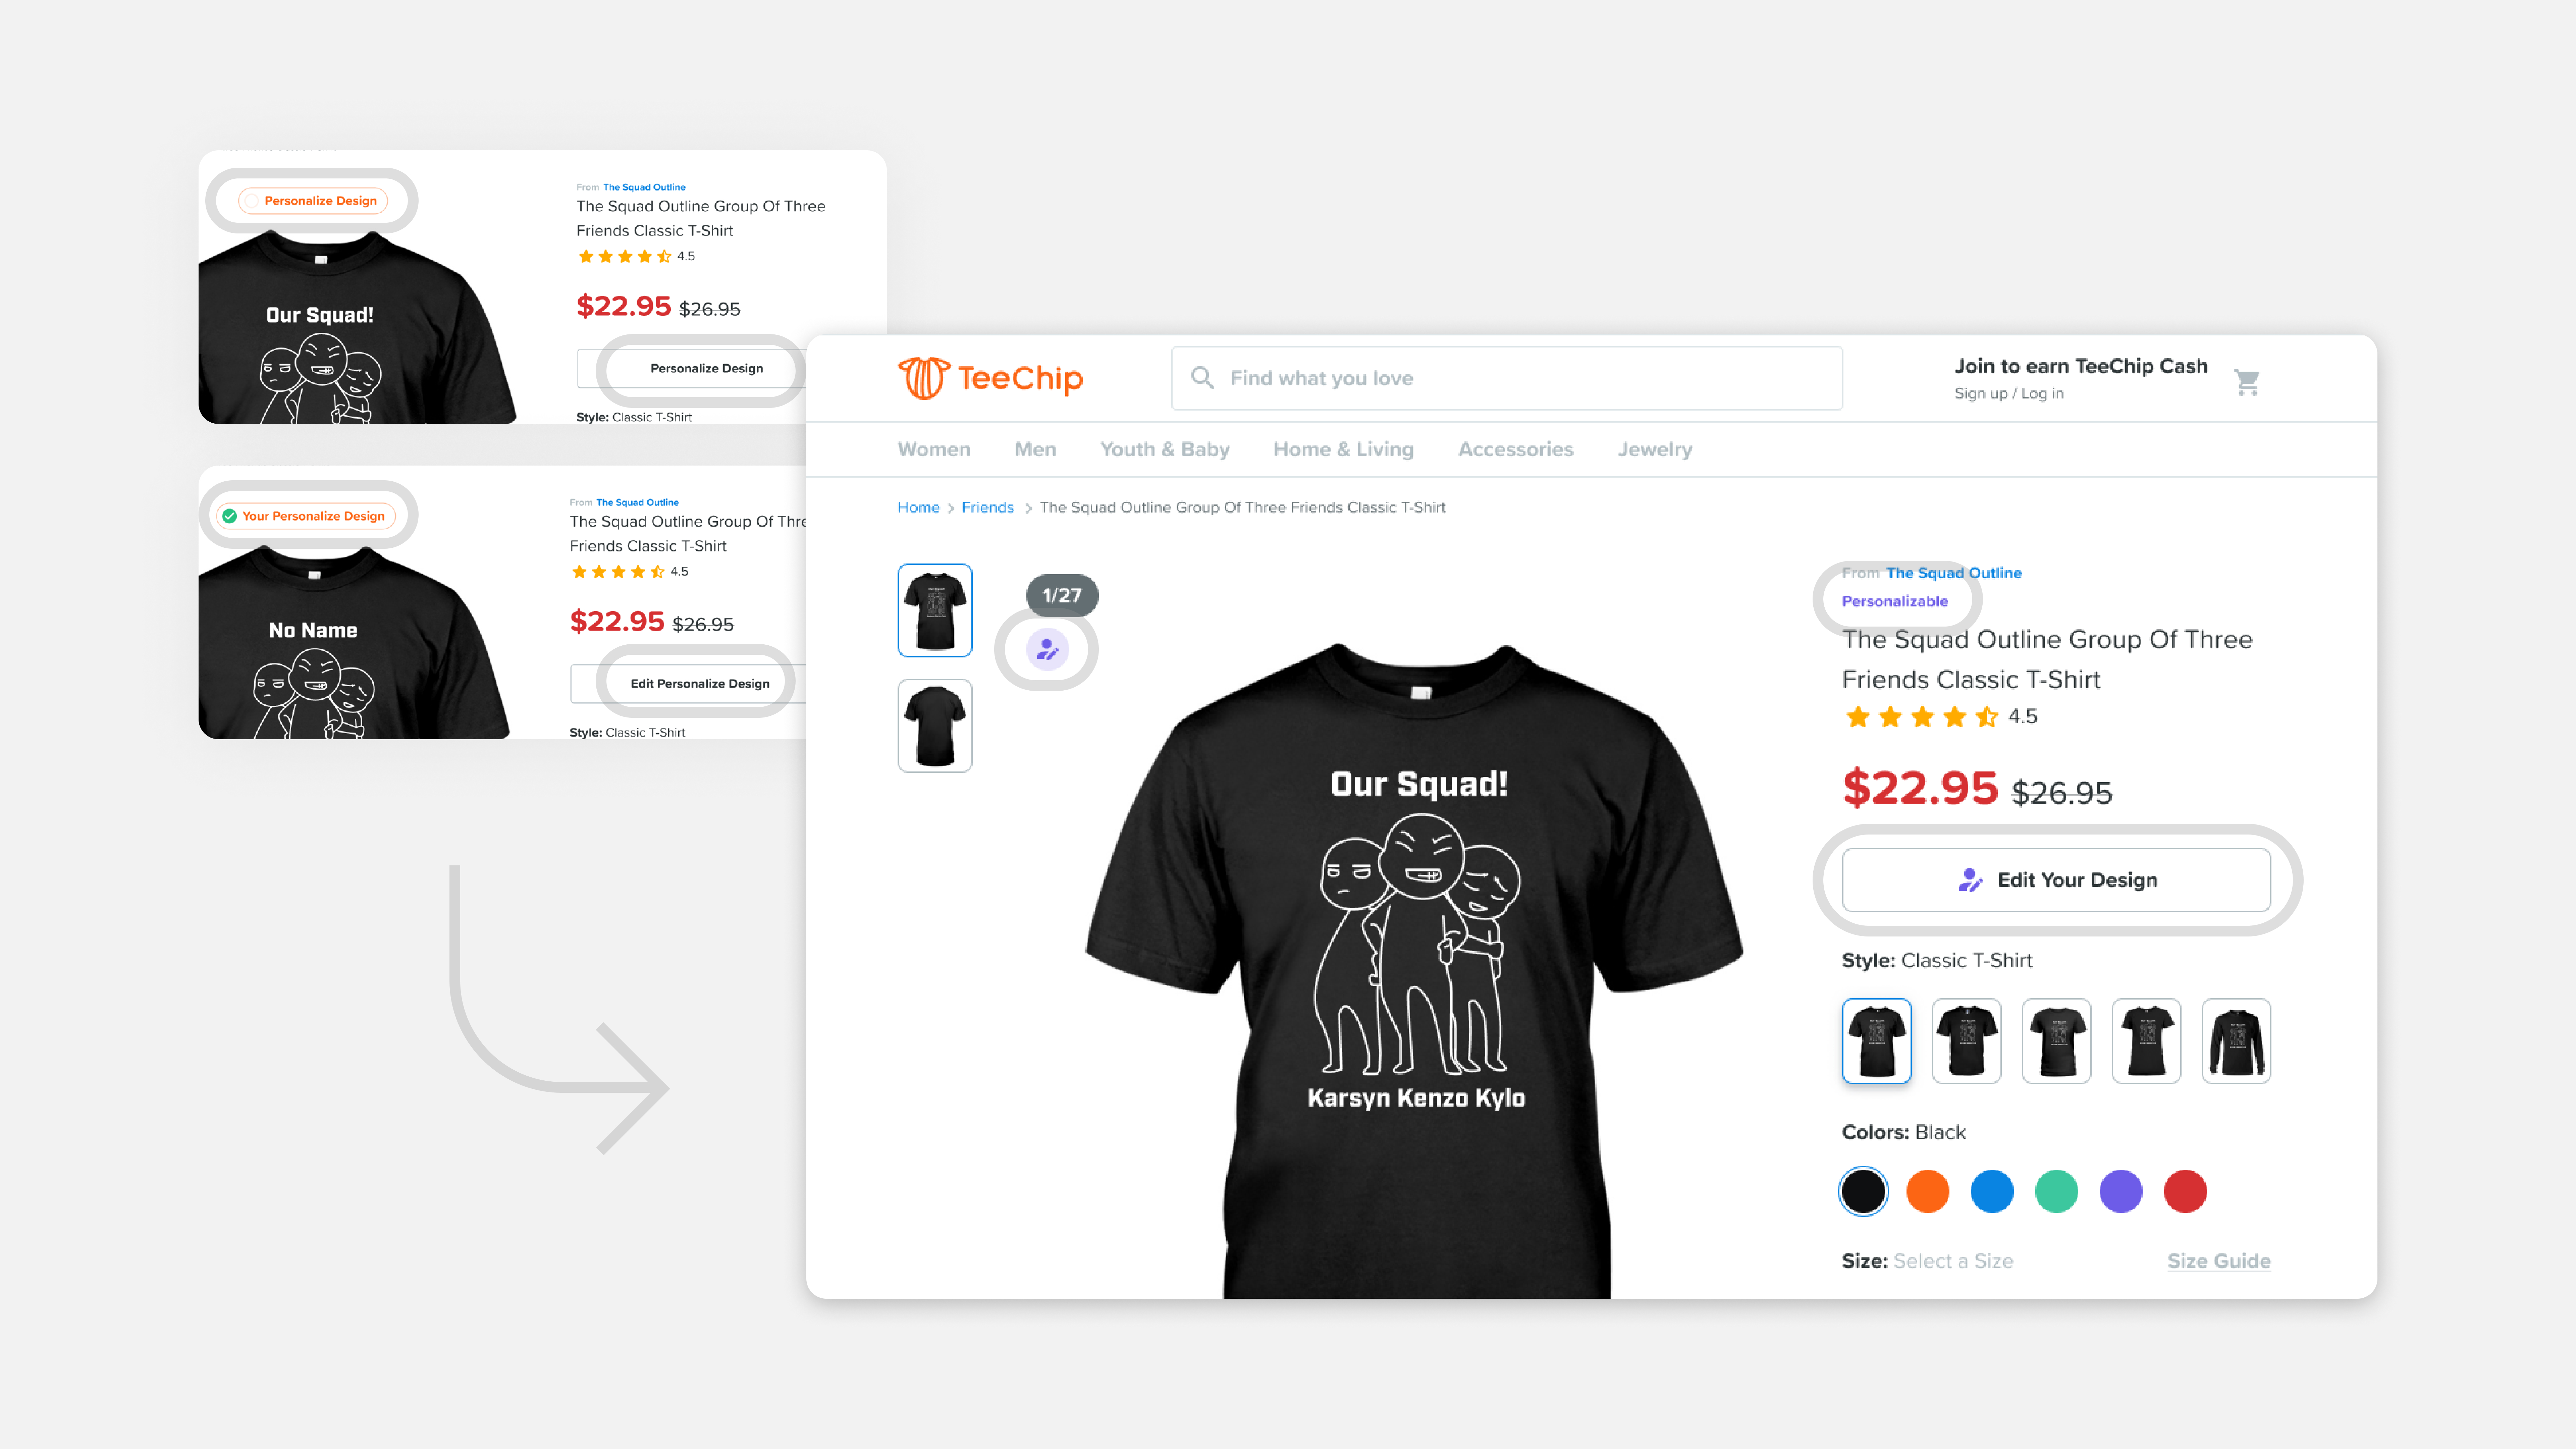 Personalize Design
From The Squad Outline
The Squad Outline Group Of Three
Friends Classic T-Shirt
4.5
$22.95 $26.95
Personalize Design
Style: Classic T-Shirt
Our Squad!
Your Personalize Design
From The Squad Outline
The Squad Outline Group Of Thre
Friends Classic T-Shirt
4.5
$22.95 $26.95
Edit Personalize Design
Style: Classic T-Shirt
No Name
TeeChip
Find what you love
Join to earn TeeChip Cash
Sign up / Log in
Women Men Youth & Baby Home & Living Accessories Jewelry
Home > Friends > The Squad Outline Group Of Three Friends Classic T-Shirt
1/27
Our Squad!
Karsyn Kenzo Kylo
From The Squad Outline
Personalizable
The Squad Outline Group Of Three
Friends Classic T-Shirt
4.5
$22.95 $26.95
Edit Your Design
Style: Classic T-Shirt
Colors: Black
Size: Select a Size Size Guide